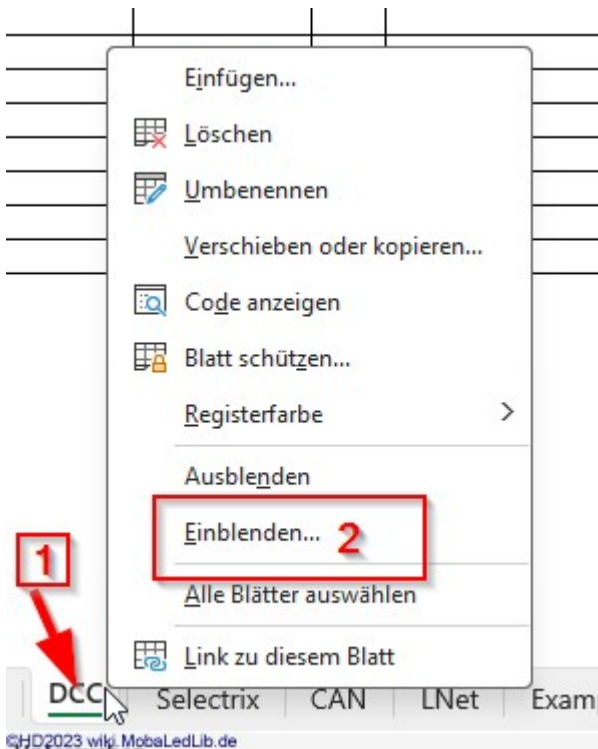 Einfügen...
Löschen
Umbenennen
Verschieben oder kopieren...
Code anzeigen
Blatt schützen...
Registerfarbe
Ausblenden
Einblenden... 2
1
Alle Blätter auswählen
Link zu diesem Blatt
DCC Selectrix CAN LNet Examp
©HD2023 wiki.MobaLedLib.de